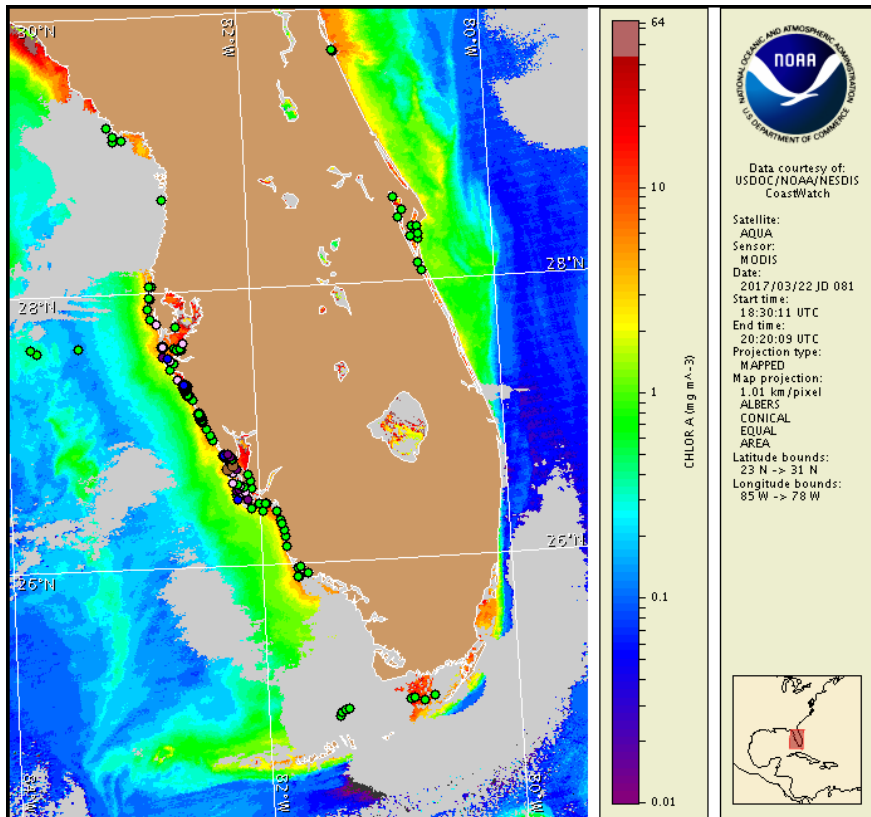 30°N
82°W
80°W
28°N
28°N
26°N
26°N
84°W
82°W
80°W
64
10
1
0.1
0.01
CHLOR A (mg m^-3)
NATIONAL OCEANIC AND ATMOSPHERIC ADMINISTRATION
NOAA
U.S. DEPARTMENT OF COMMERCE
Data courtesy of:
USDOC/NOAA/NESDIS
CoastWatch
Satellite:
AQUA
Sensor:
MODIS
Date:
2017/03/22 JD 081
Start time:
18:30:11 UTC
End time:
20:20:09 UTC
Projection type:
MAPPED
Map projection:
1.01 km/pixel
ALBERS
CONICAL
EQUAL
AREA
Latitude bounds:
23 N -> 31 N
Longitude bounds:
85 W -> 78 W